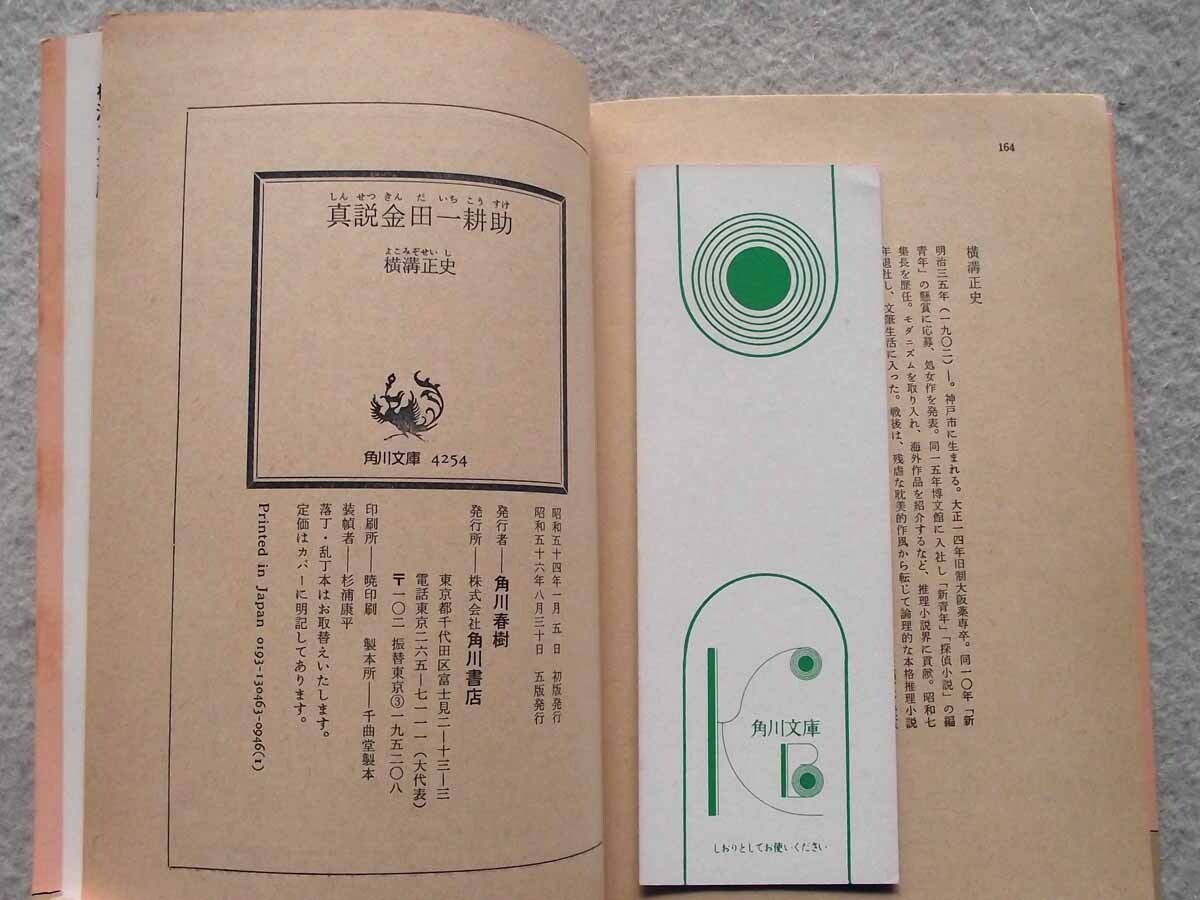 164
横溝正史
明治三五年(一九〇二)―。神戸市に生まれる。大正一四年旧制大阪薬専卒。同一〇年「新
青年」の懸賞に応募、処女作を発表。同一五年博文館に入社し「新青年」「探偵小説」の編
集長を歴任。モダニズムを取り入れ、海外作品を紹介するなど、推理小説界に貢献。昭和七
年退社し、文筆生活に入った。戦後は、残虐な耽美的作風から転じて論理的な本格推理小説
角川文庫
しおりとしてお使いください
しんせつきんだいちこうすけ
真説金田一耕助
よこみぞせいし
横溝正史
角川文庫 4254
昭和五十四年一月五日 初版発行
昭和五十六年八月三十日 五版発行
発行者――角川春樹
発行所――株式会社角川書店
東京都千代田区富士見二―十三―三
電話東京二六五―七一一一(大代表)
〒一〇二 振替東京③一九五二〇八
印刷所――暁印刷 製本所――千曲堂製本
装幀者――杉浦康平
落丁・乱丁本はお取替えいたします。
定価はカバーに明記してあります。
Printed in Japan 0193-130463-0946(1)